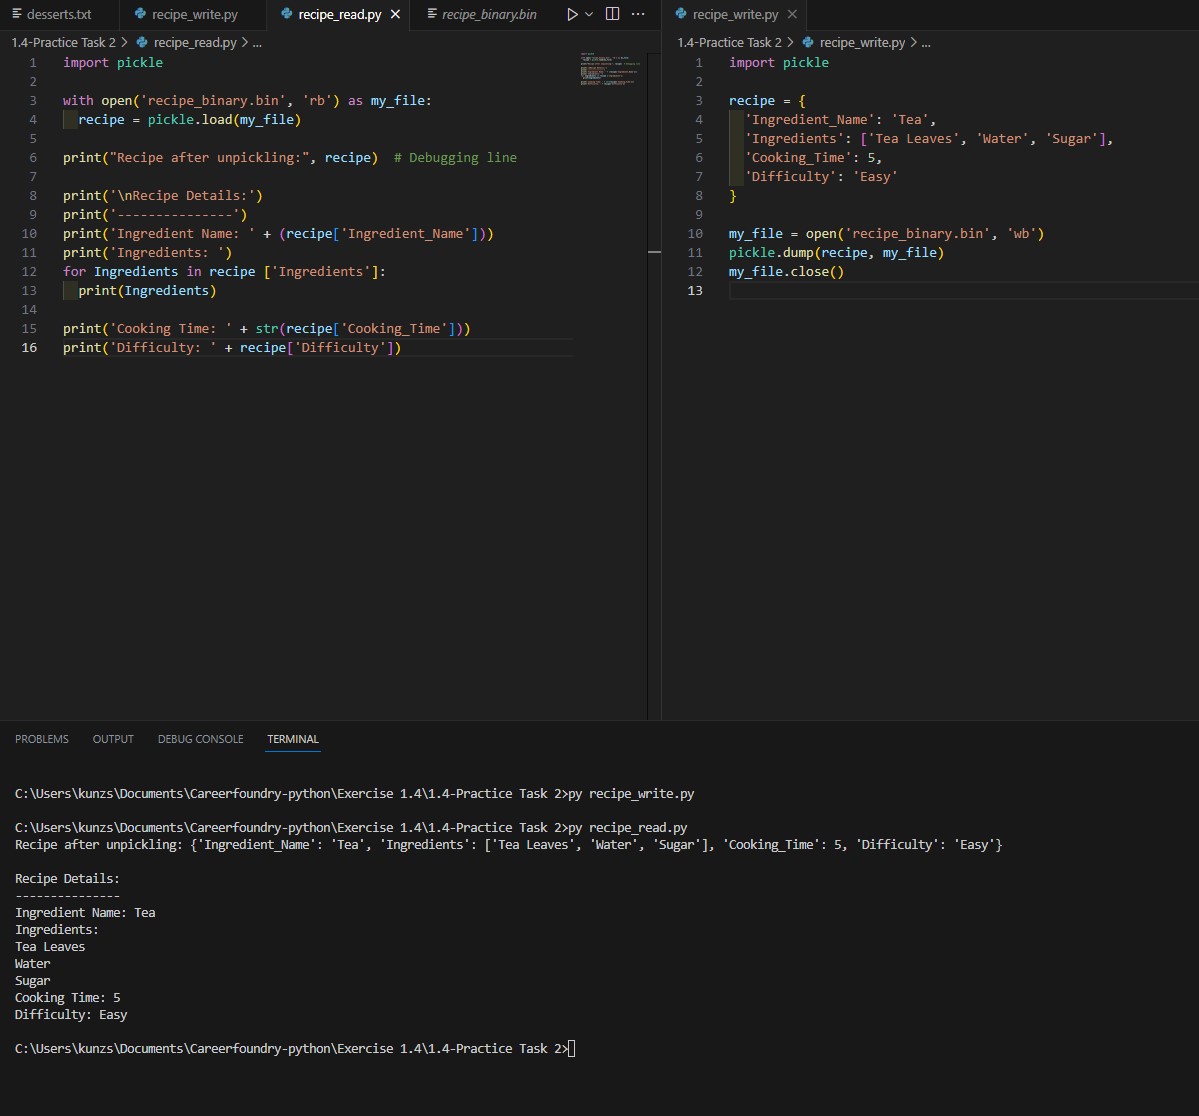 desserts.txt
recipe_write.py
recipe_read.py
recipe_binary.bin
1.4-Practice Task 2 > recipe_read.py > ...
1 import pickle
2
3 with open('recipe_binary.bin', 'rb') as my_file:
4   recipe = pickle.load(my_file)
5
6 print("Recipe after unpickling:", recipe)  # Debugging line
7
8 print('\nRecipe Details:')
9 print('---------------')
10 print('Ingredient Name: ' + (recipe['Ingredient_Name']))
11 print('Ingredients: ')
12 for Ingredients in recipe ['Ingredients']:
13   print(Ingredients)
14
15 print('Cooking Time: ' + str(recipe['Cooking_Time']))
16 print('Difficulty: ' + recipe['Difficulty'])
recipe_write.py
1.4-Practice Task 2 > recipe_write.py > ...
1 import pickle
2
3 recipe = {
4   'Ingredient_Name': 'Tea',
5   'Ingredients': ['Tea Leaves', 'Water', 'Sugar'],
6   'Cooking_Time': 5,
7   'Difficulty': 'Easy'
8 }
9
10 my_file = open('recipe_binary.bin', 'wb')
11 pickle.dump(recipe, my_file)
12 my_file.close()
13
PROBLEMS OUTPUT DEBUG CONSOLE TERMINAL
C:\Users\kunzs\Documents\Careerfoundry-python\Exercise 1.4\1.4-Practice Task 2>py recipe_write.py
C:\Users\kunzs\Documents\Careerfoundry-python\Exercise 1.4\1.4-Practice Task 2>py recipe_read.py
Recipe after unpickling: {'Ingredient_Name': 'Tea', 'Ingredients': ['Tea Leaves', 'Water', 'Sugar'], 'Cooking_Time': 5, 'Difficulty': 'Easy'}
Recipe Details:
---------------
Ingredient Name: Tea
Ingredients:
Tea Leaves
Water
Sugar
Cooking Time: 5
Difficulty: Easy
C:\Users\kunzs\Documents\Careerfoundry-python\Exercise 1.4\1.4-Practice Task 2>